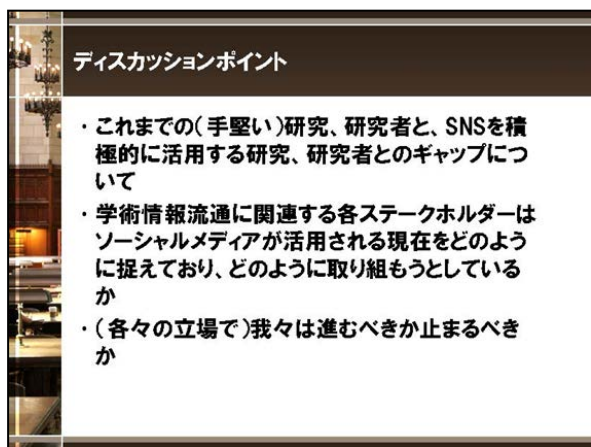 ディスカッションポイント
・これまでの(手堅い)研究、研究者と、SNSを積
極的に活用する研究、研究者とのギャップにつ
いて
・学術情報流通に関連する各ステークホルダーは
ソーシャルメディアが活用される現在をどのよう
に捉えており、どのように取り組もうとしている
か
・(各々の立場で)我々は進むべきか止まるべき
か